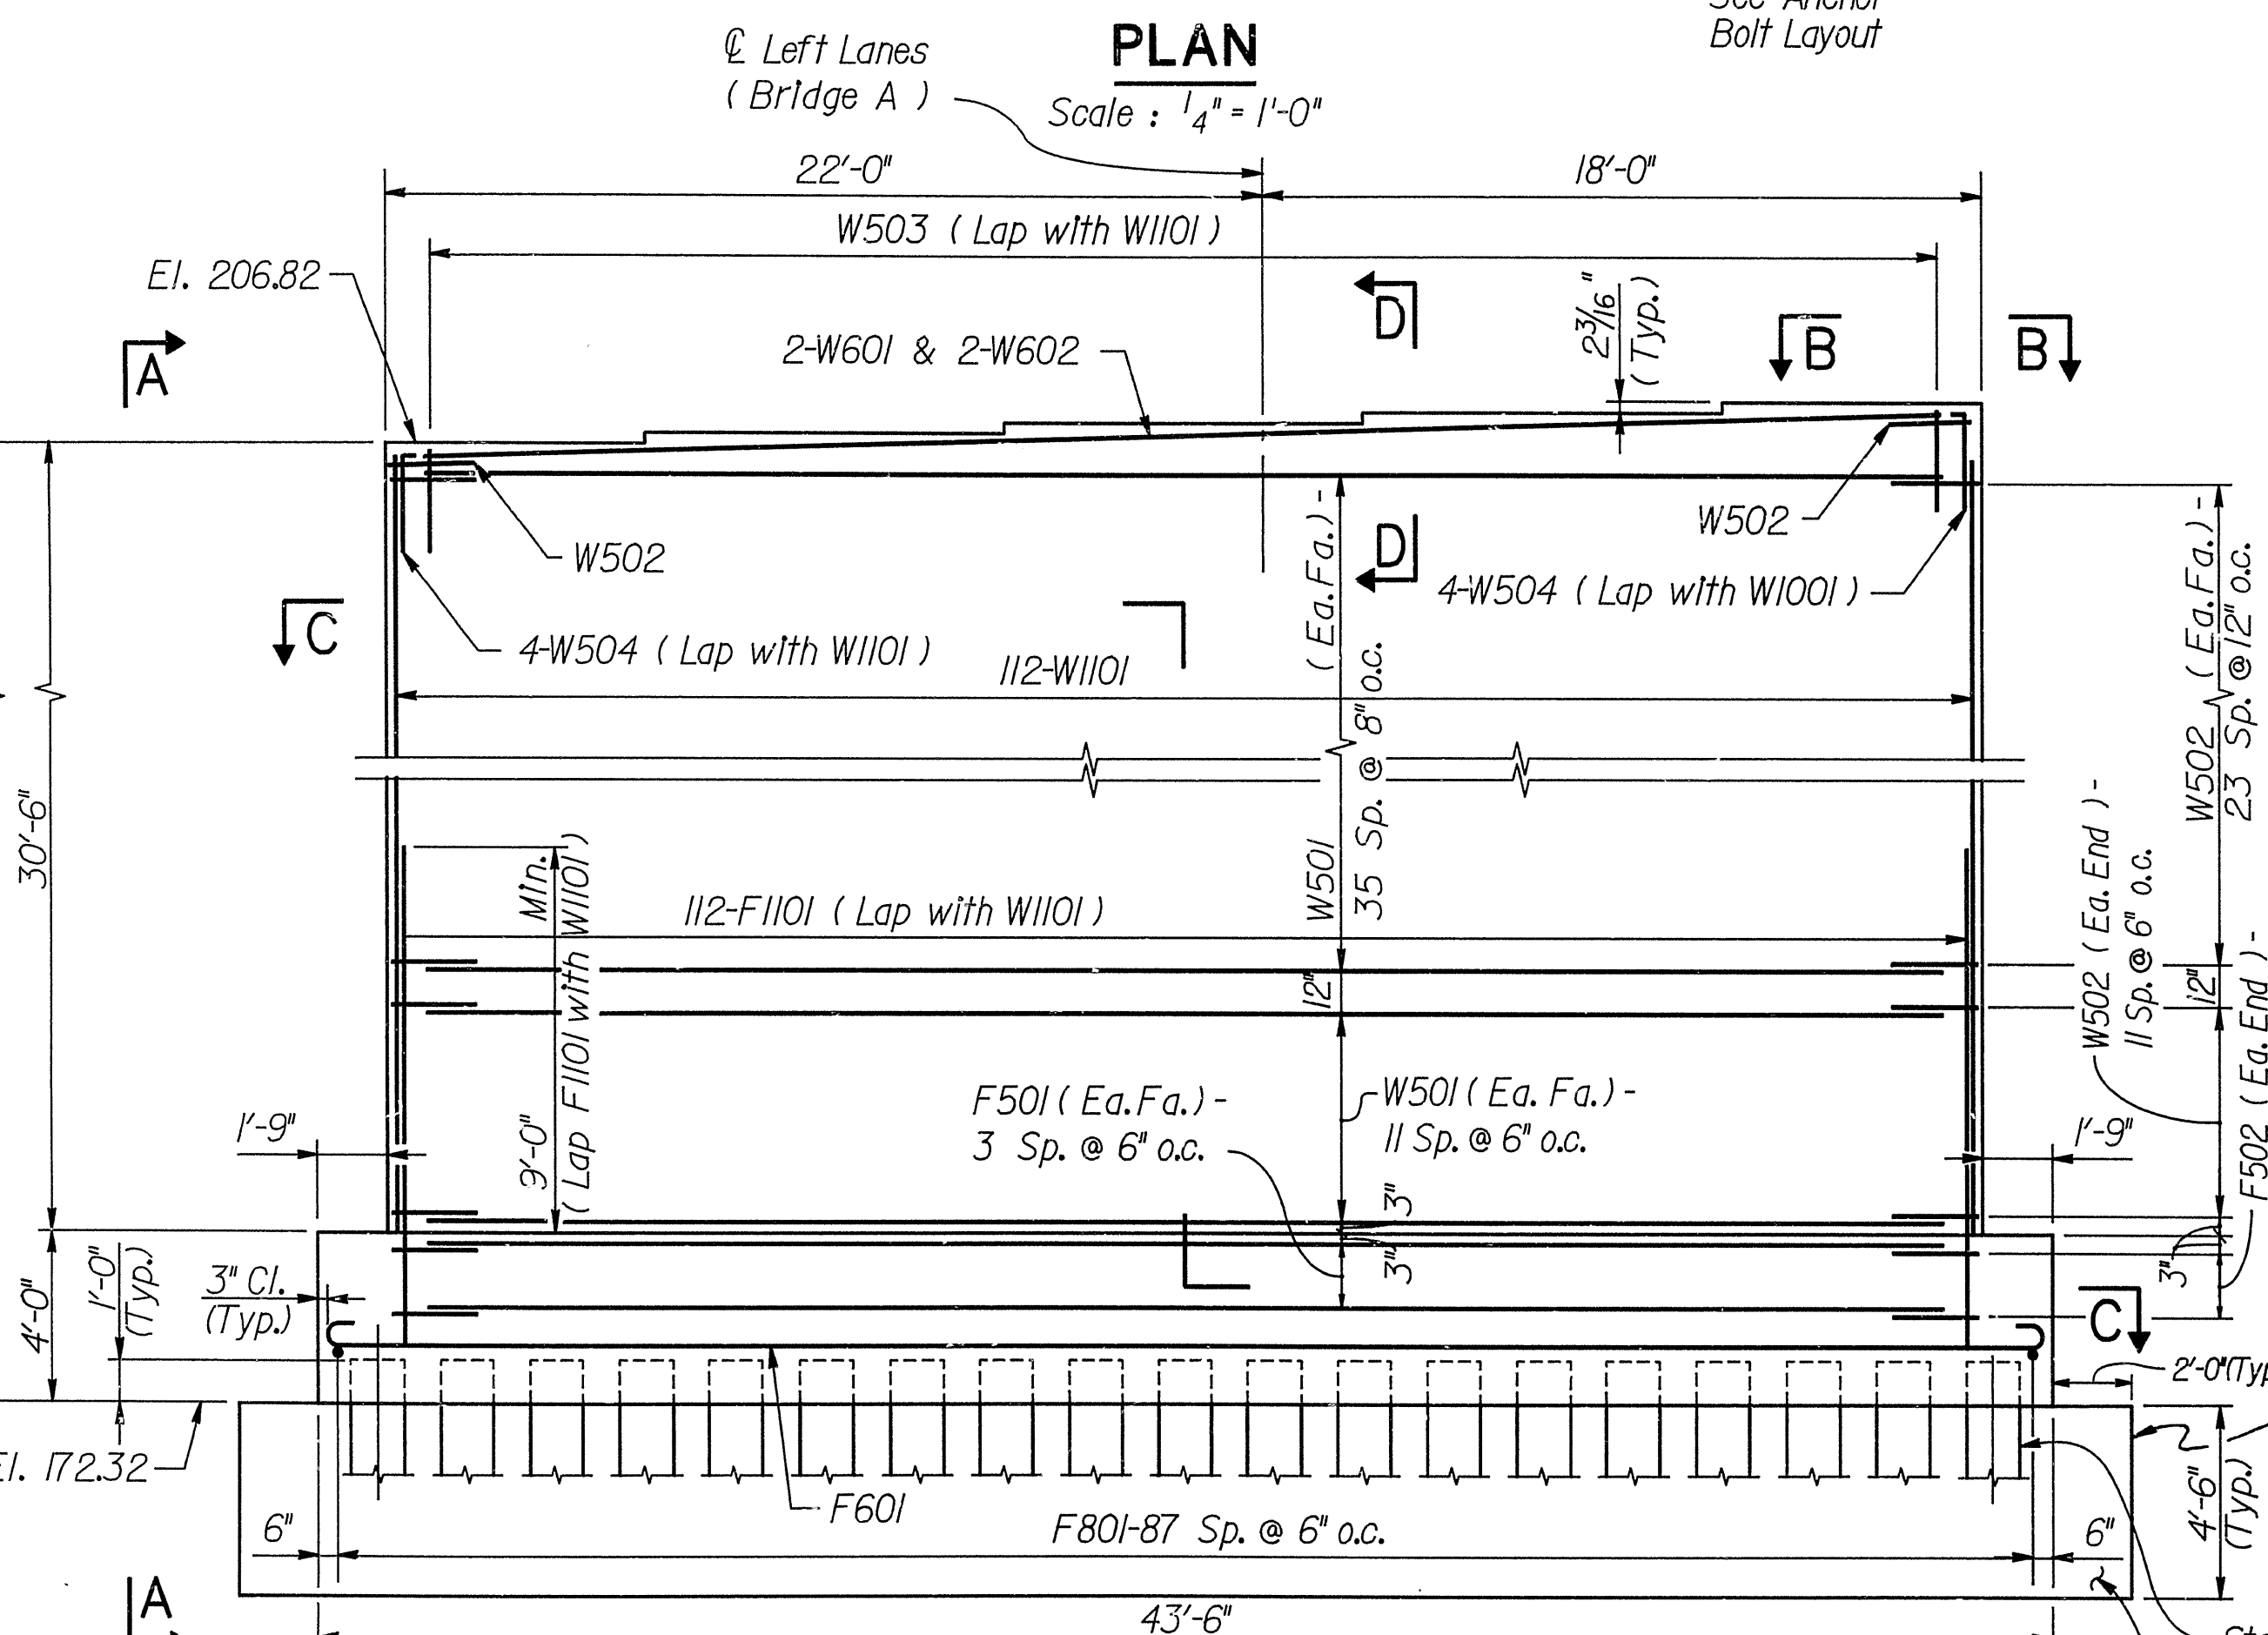 See Anchor
Bolt Layout
℄ Left Lanes
( Bridge A )
PLAN
Scale : 1/4" = 1'-0"
22'-0"
18'-0"
W503 ( Lap with W1101 )
El. 206.82
A
D
2 3/16"
(Typ.)
B
B
2-W601 & 2-W602
W502
W502
D
4-W504 ( Lap with W1001 )
C
4-W504 ( Lap with W1101 )
112-W1101
W501 (Ea.Fa.) -
35 Sp. @ 8" o.c.
W502 (Ea.Fa.) -
23 Sp. @ 12" o.c.
30'-6"
9'-0" Min.
( Lap F1101 with W1101 )
112-F1101 ( Lap with W1101 )
12"
W502 ( Ea. End ) -
11 Sp. @ 6" o.c.
12"
F502 ( Ea. End ) -
F501 ( Ea.Fa.) -
3 Sp. @ 6" o.c.
W501 ( Ea. Fa.) -
11 Sp. @ 6" o.c.
1'-9"
1'-9"
3"
3"
3"
4'-0"
1'-0"
(Typ.)
3" Cl.
(Typ.)
C
2'-0"(Typ
El. 172.32
F601
4'-6"
(Typ.)
6"
F801-87 Sp. @ 6" o.c.
6"
A
43'-6"